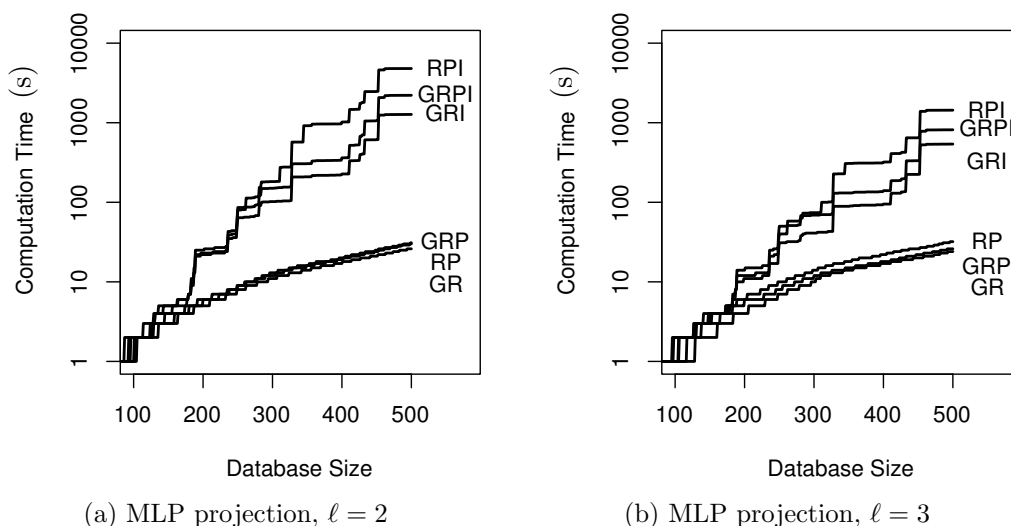 Computation Time (s)
10000
1000
100
10
1
RPI
GRPI
GRI
GRP
RP
GR
100 200 300 400 500
Database Size
(a) MLP projection, ℓ = 2
Computation Time (s)
10000
1000
100
10
1
RPI
GRPI
GRI
RP
GRP
GR
100 200 300 400 500
Database Size
(b) MLP projection, ℓ = 3